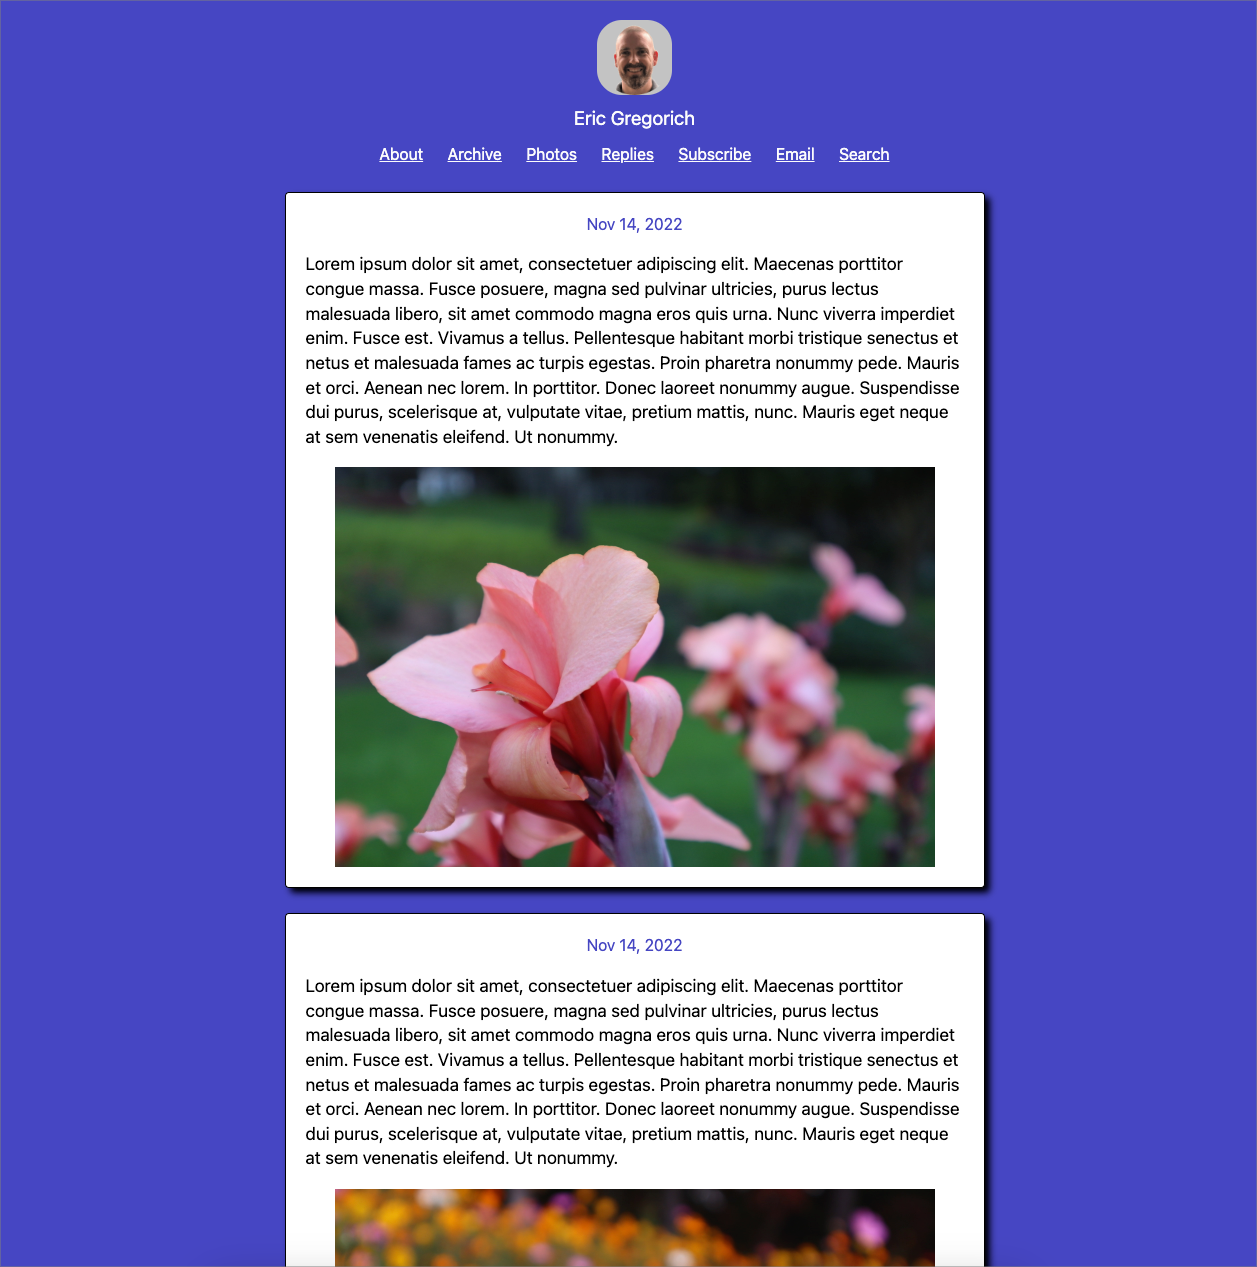 Eric Gregorich
About Archive Photos Replies Subscribe Email Search
Nov 14, 2022
Lorem ipsum dolor sit amet, consectetuer adipiscing elit. Maecenas porttitor
congue massa. Fusce posuere, magna sed pulvinar ultricies, purus lectus
malesuada libero, sit amet commodo magna eros quis urna. Nunc viverra imperdiet
enim. Fusce est. Vivamus a tellus. Pellentesque habitant morbi tristique senectus et
netus et malesuada fames ac turpis egestas. Proin pharetra nonummy pede. Mauris
et orci. Aenean nec lorem. In porttitor. Donec laoreet nonummy augue. Suspendisse
dui purus, scelerisque at, vulputate vitae, pretium mattis, nunc. Mauris eget neque
at sem venenatis eleifend. Ut nonummy.
Nov 14, 2022
Lorem ipsum dolor sit amet, consectetuer adipiscing elit. Maecenas porttitor
congue massa. Fusce posuere, magna sed pulvinar ultricies, purus lectus
malesuada libero, sit amet commodo magna eros quis urna. Nunc viverra imperdiet
enim. Fusce est. Vivamus a tellus. Pellentesque habitant morbi tristique senectus et
netus et malesuada fames ac turpis egestas. Proin pharetra nonummy pede. Mauris
et orci. Aenean nec lorem. In porttitor. Donec laoreet nonummy augue. Suspendisse
dui purus, scelerisque at, vulputate vitae, pretium mattis, nunc. Mauris eget neque
at sem venenatis eleifend. Ut nonummy.